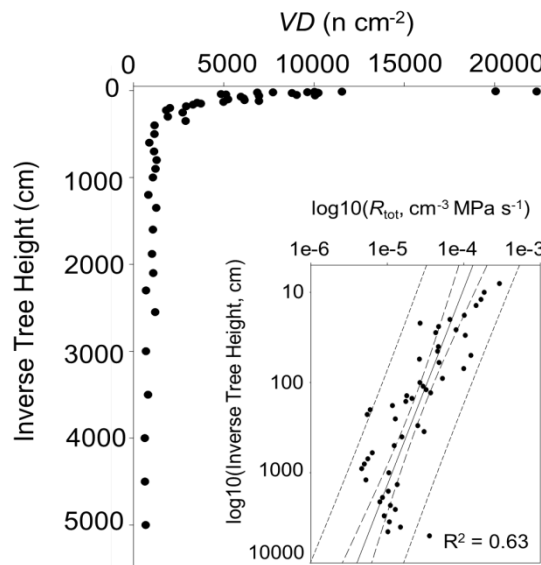 VD (n cm-2)
0 5000 10000 15000 20000
0
1000
2000
3000
4000
5000
Inverse Tree Height (cm)
log10(Rtot, cm-3 MPa s-1)
1e-6 1e-5 1e-4 1e-3
10
100
1000
10000
log10(Inverse Tree Height, cm)
R2 = 0.63